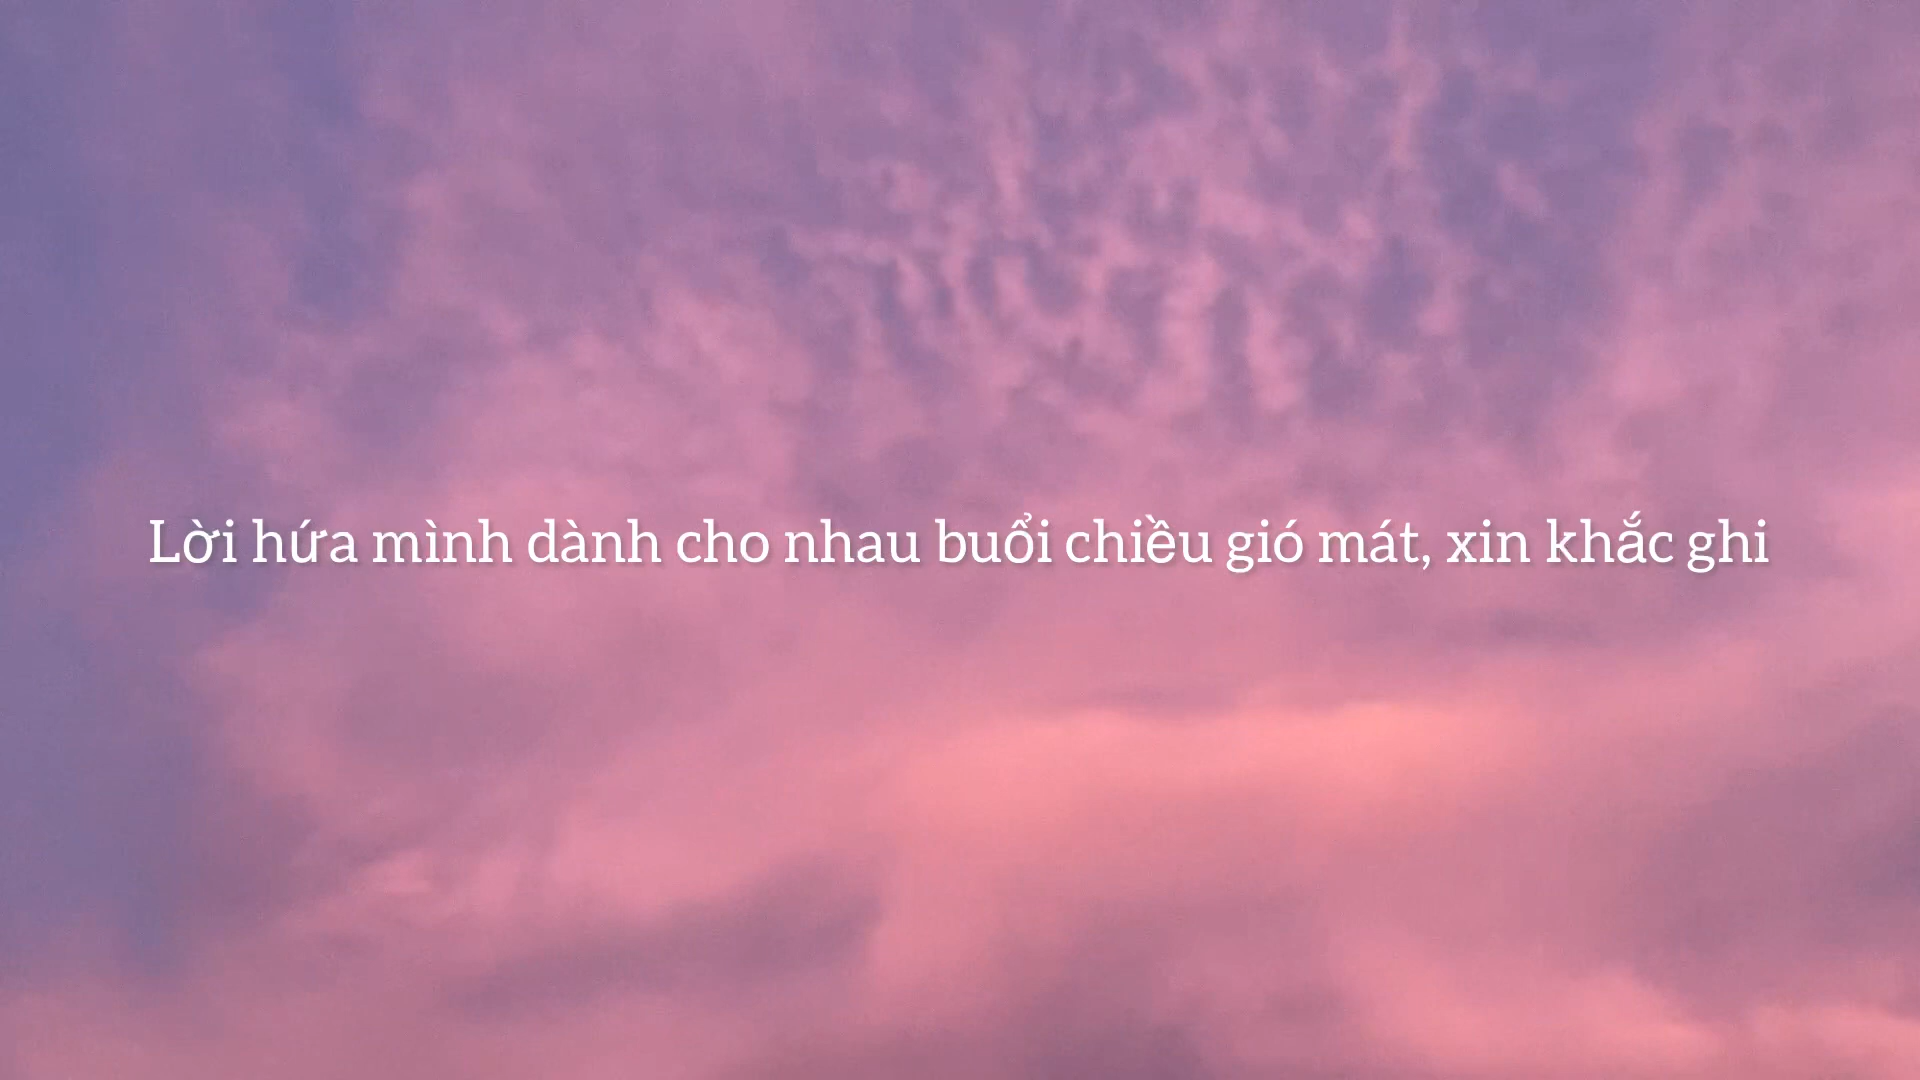 Lời hứa mình dành cho nhau buổi chiều gió mát, xin khắc ghi